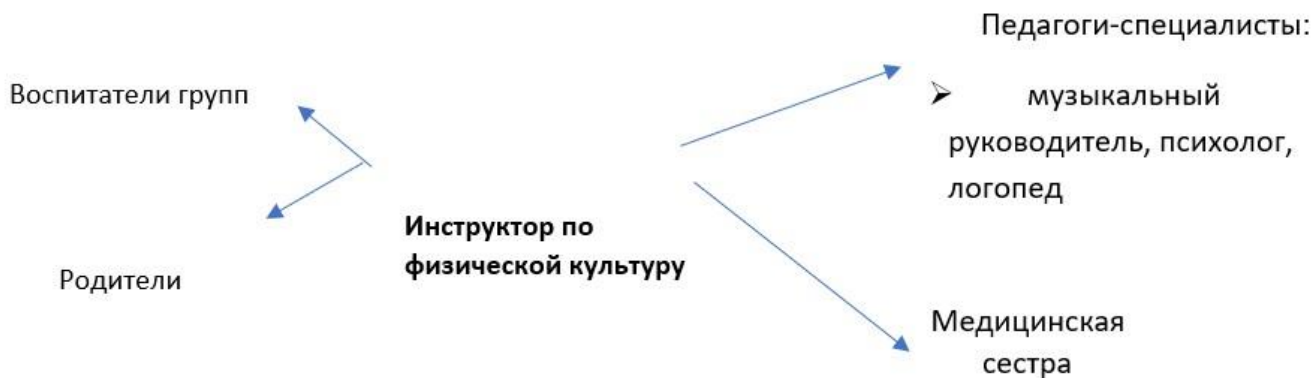 Педагоги-специалисты:
Воспитатели групп
➢ музыкальный
руководитель, психолог,
логопед
Инструктор по
физической культуру
Родители
Медицинская
сестра